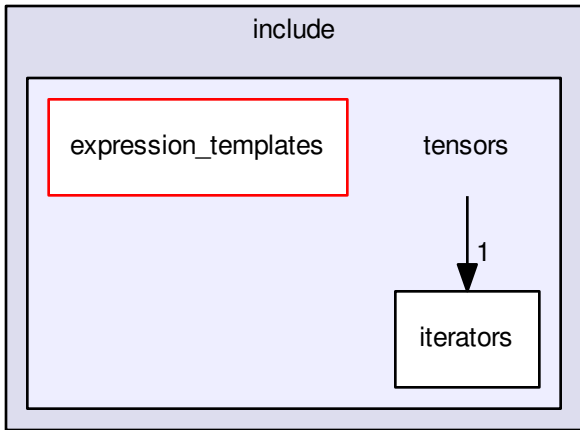 include
expression_templates
tensors
1
iterators